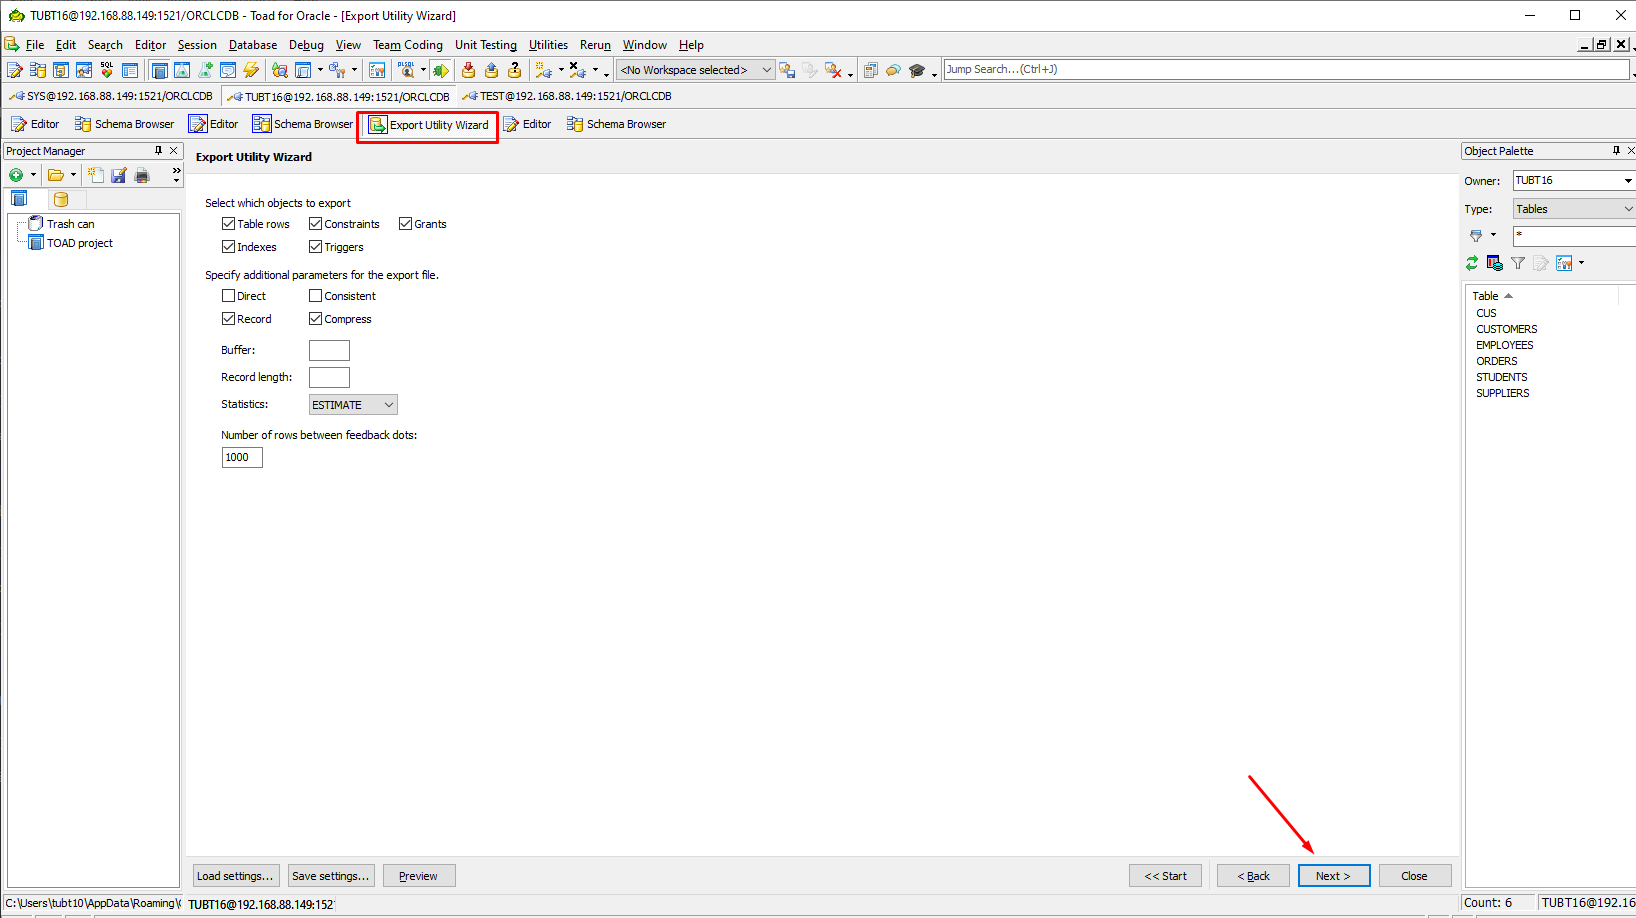 TUBT16@192.168.88.149:1521/ORCLCDB - Toad for Oracle - [Export Utility Wizard]
File Edit Search Editor Session Database Debug View Team Coding Unit Testing Utilities Rerun Window Help
SQL <No Workspace selected> Jump Search...(Ctrl+J)
SYS@192.168.88.149:1521/ORCLCDB TUBT16@192.168.88.149:1521/ORCLCDB TEST@192.168.88.149:1521/ORCLCDB
Editor Schema Browser Editor Schema Browser Export Utility Wizard Editor Schema Browser
Project Manager
Trash can
TOAD project
Export Utility Wizard
Select which objects to export
Table rows Constraints Grants
Indexes Triggers
Specify additional parameters for the export file.
Direct Consistent
Record Compress
Buffer:
Record length:
Statistics: ESTIMATE
Number of rows between feedback dots:
1000
Object Palette
Owner: TUBT16
Type: Tables
*
Table
CUS
CUSTOMERS
EMPLOYEES
ORDERS
STUDENTS
SUPPLIERS
Load settings... Save settings... Preview << Start < Back Next > Close
C:\Users\tubt10\AppData\Roaming\ TUBT16@192.168.88.149:152 Count: 6 TUBT16@192.16